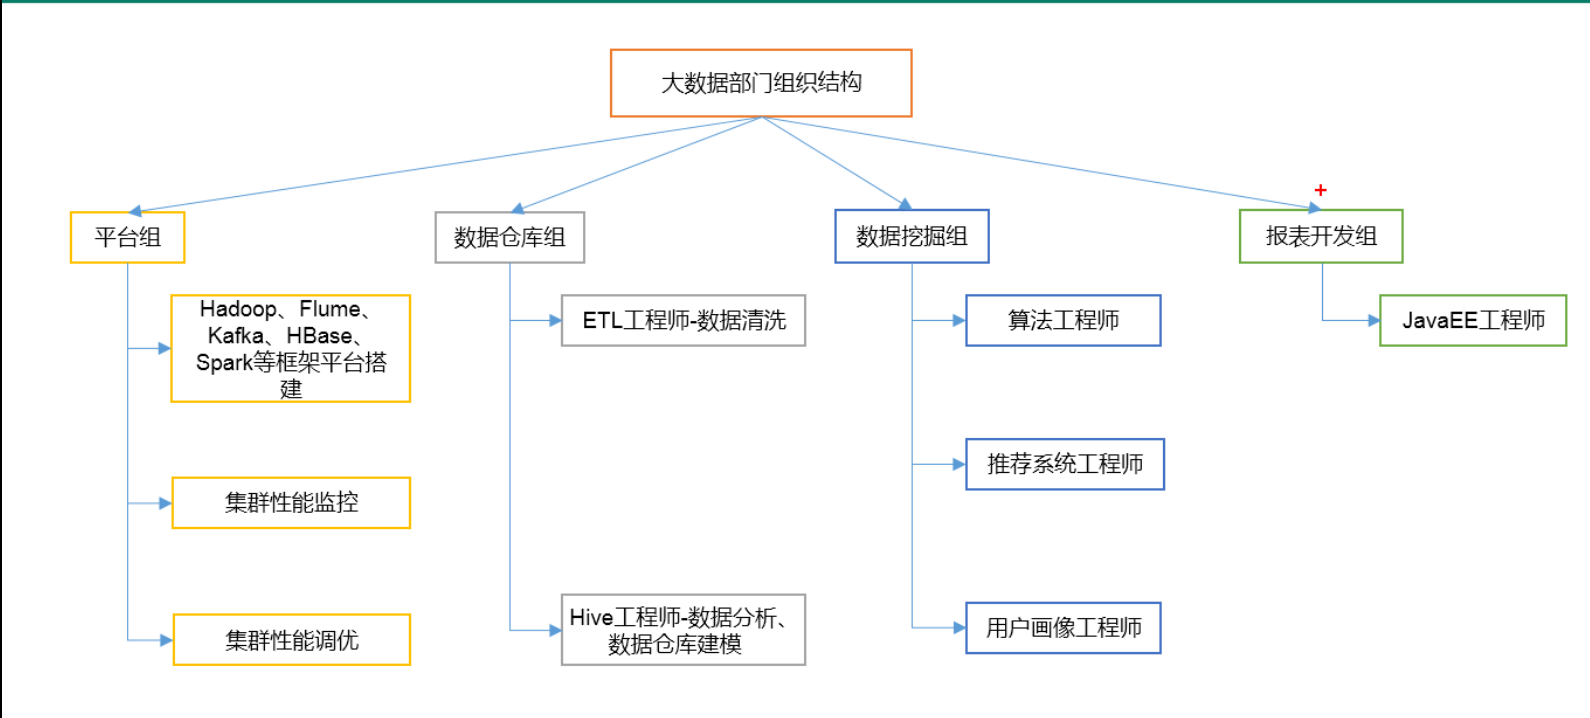 大数据部门组织结构
平台组
数据仓库组
数据挖掘组
报表开发组
Hadoop、Flume、
Kafka、HBase、
Spark等框架平台搭
建
集群性能监控
集群性能调优
ETL工程师-数据清洗
Hive工程师-数据分析、
数据仓库建模
算法工程师
推荐系统工程师
用户画像工程师
JavaEE工程师